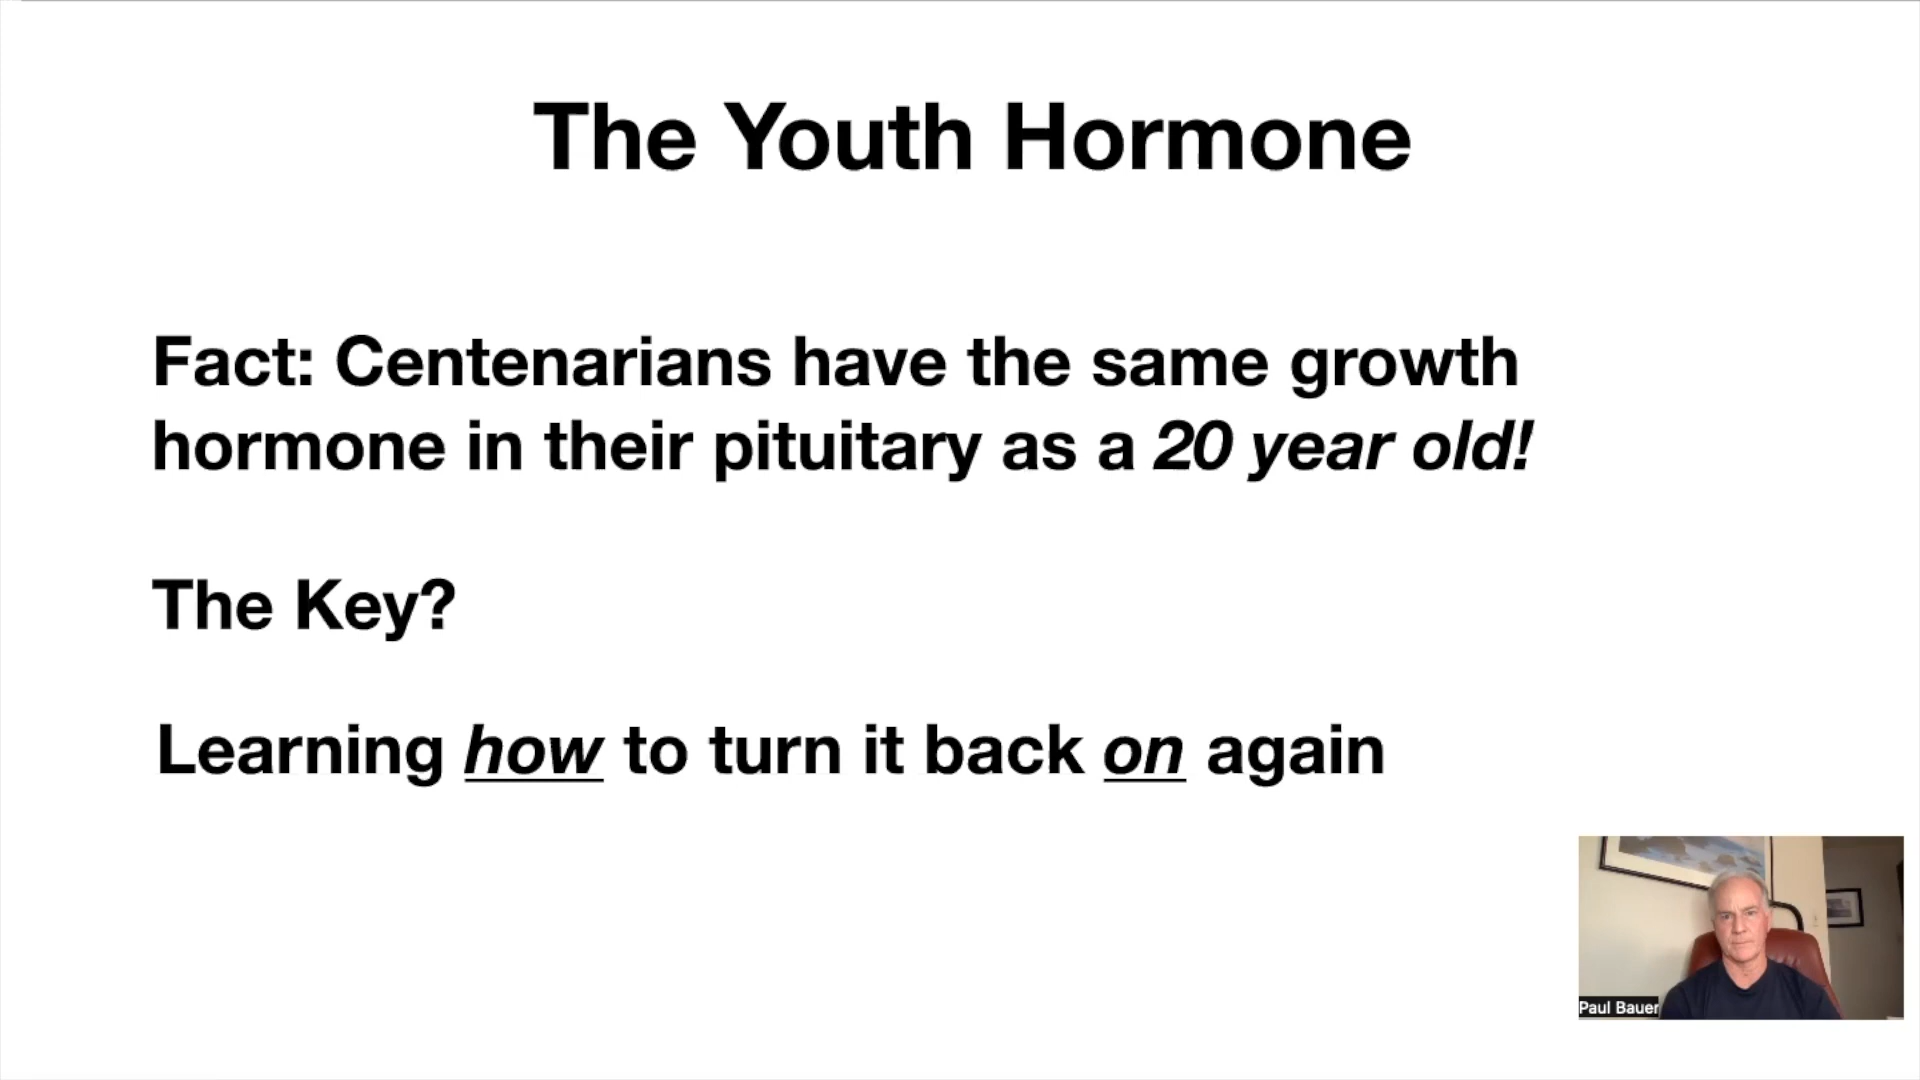 The Youth Hormone
Fact: Centenarians have the same growth
hormone in their pituitary as a 20 year old!
The Key?
Learning how to turn it back on again
Paul Bauer